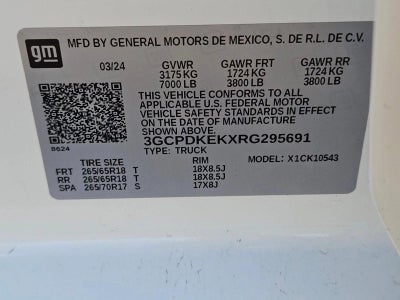 gm
MFD BY GENERAL MOTORS DE MEXICO, S. DE R.L. DE C.V.
03/24 GVWR GAWR FRT GAWR RR
3175 KG 1724 KG 1724 KG
7000 LB 3800 LB 3800 LB
THIS VEHICLE CONFORMS TO ALL
APPLICABLE U.S. FEDERAL MOTOR
VEHICLE SAFETY STANDARDS IN EFFECT
ON THE DATE OF MANUFACTURE SHOWN ABOVE.
3GCPDKEKXRG295691
B624 TYPE: TRUCK
TIRE SIZE RIM MODEL: X1CK10543
FRT 265/65R18 T 18X8.5J
RR 265/65R18 T 18X8.5J
SPA 265/70R17 S 17X8J